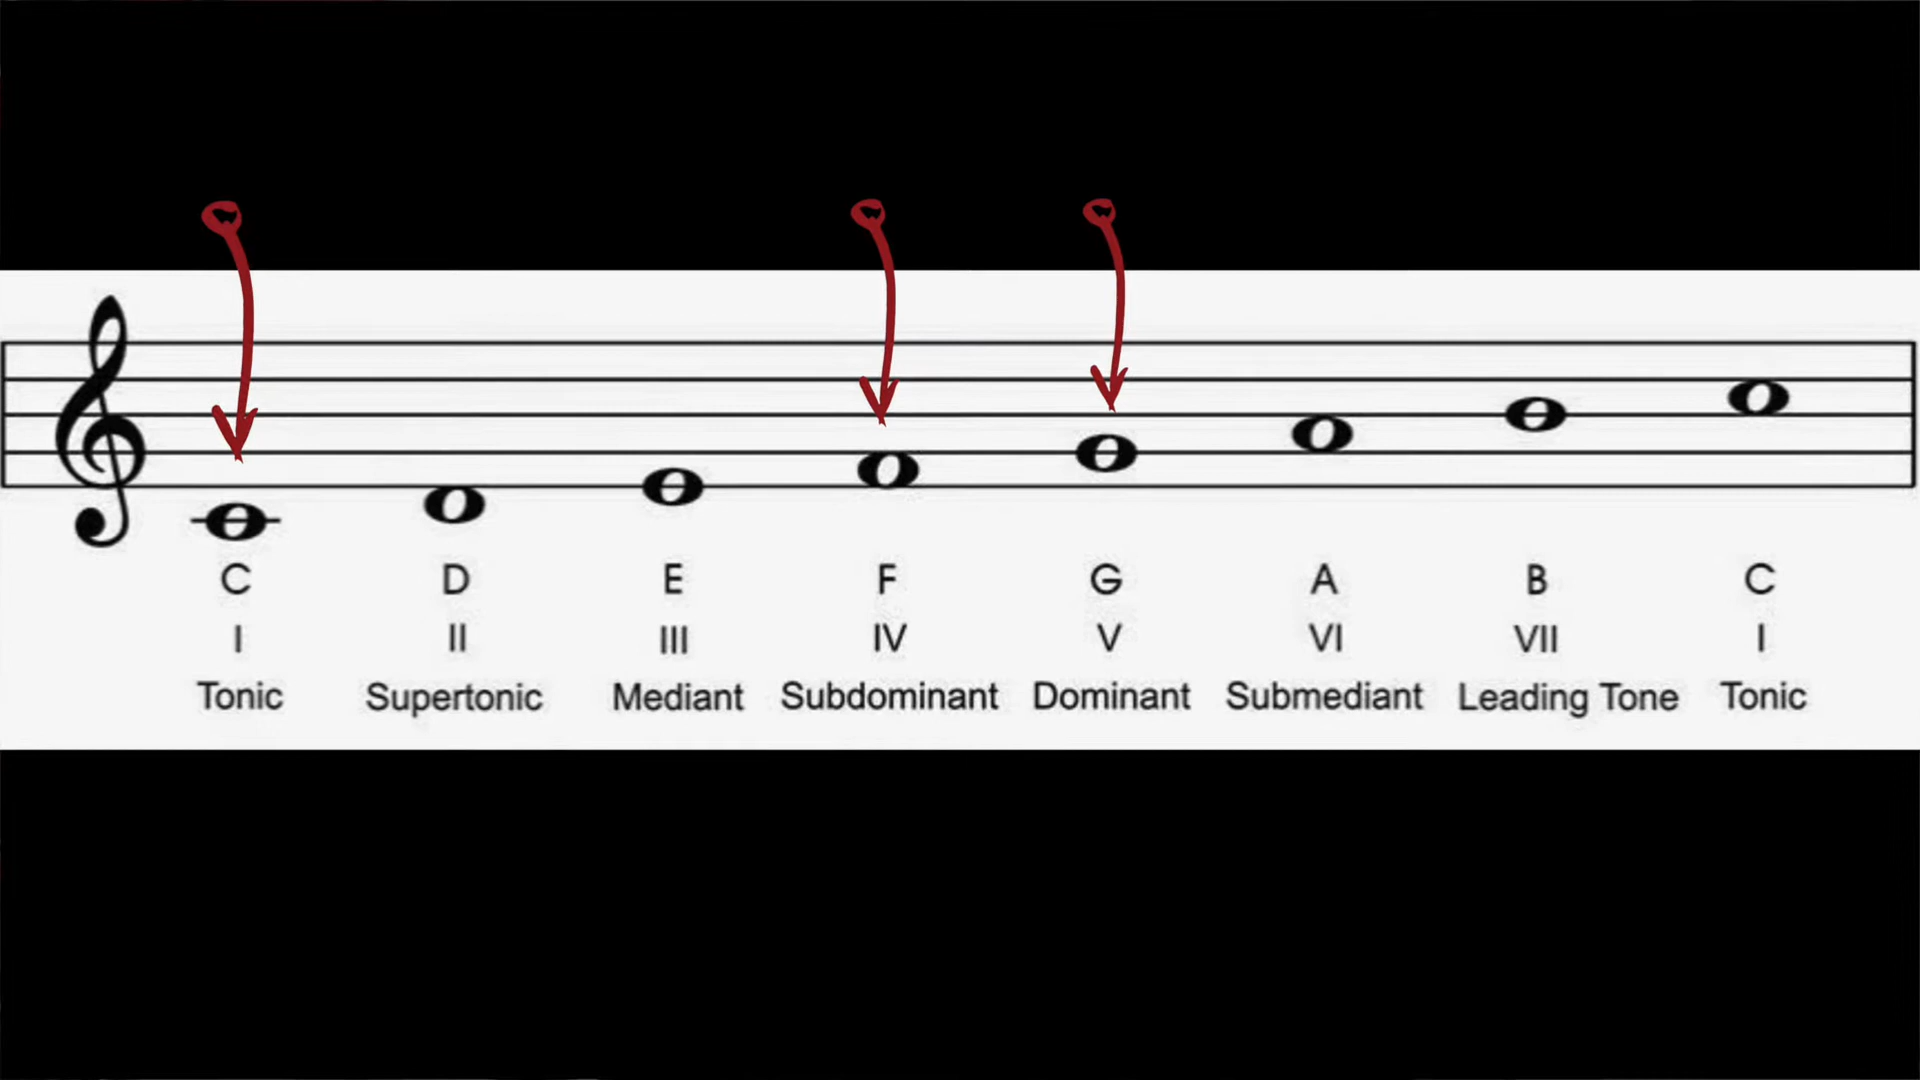 C D E F G A B C
I II III IV V VI VII I
Tonic Supertonic Mediant Subdominant Dominant Submediant Leading Tone Tonic